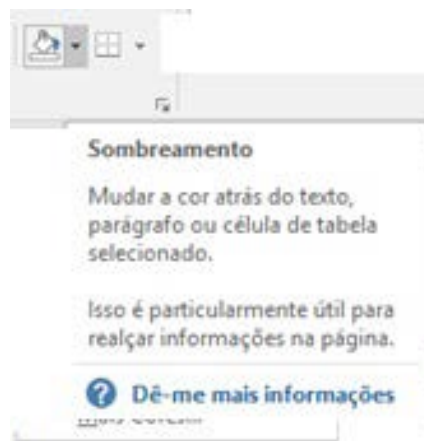 Sombreamento
Mudar a cor atrás do texto,
parágrafo ou célula de tabela
selecionado.
Isso é particularmente útil para
realçar informações na página.
Dê-me mais informações